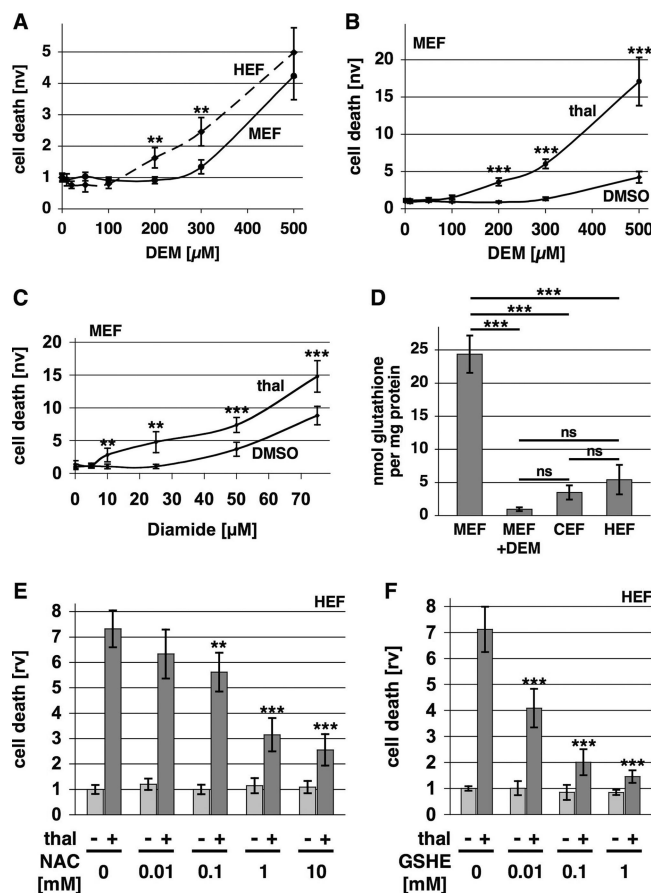 A
5
4
3
2
1
0
cell death [nv]
HEF
MEF
**
**
0 100 200 300 400 500
DEM [µM]
B
MEF
20
15
10
5
0
cell death [nv]
thal
DMSO
***
***
***
0 100 200 300 400 500
DEM [µM]
C
MEF
20
15
10
5
0
cell death [nv]
thal
DMSO
**
**
***
***
0 10 20 30 40 50 60 70
Diamide [µM]
D
***
***
***
ns
ns
ns
25
20
15
10
5
0
nmol glutathione
per mg protein
MEF MEF CEF HEF
+DEM
E
HEF
8
7
6
5
4
3
2
1
0
cell death [rv]
**
***
***
thal - + - + - + - + - +
NAC 0 0.01 0.1 1 10
[mM]
F
HEF
8
7
6
5
4
3
2
1
0
cell death [rv]
***
***
***
thal - + - + - + - +
GSHE 0 0.01 0.1 1
[mM]